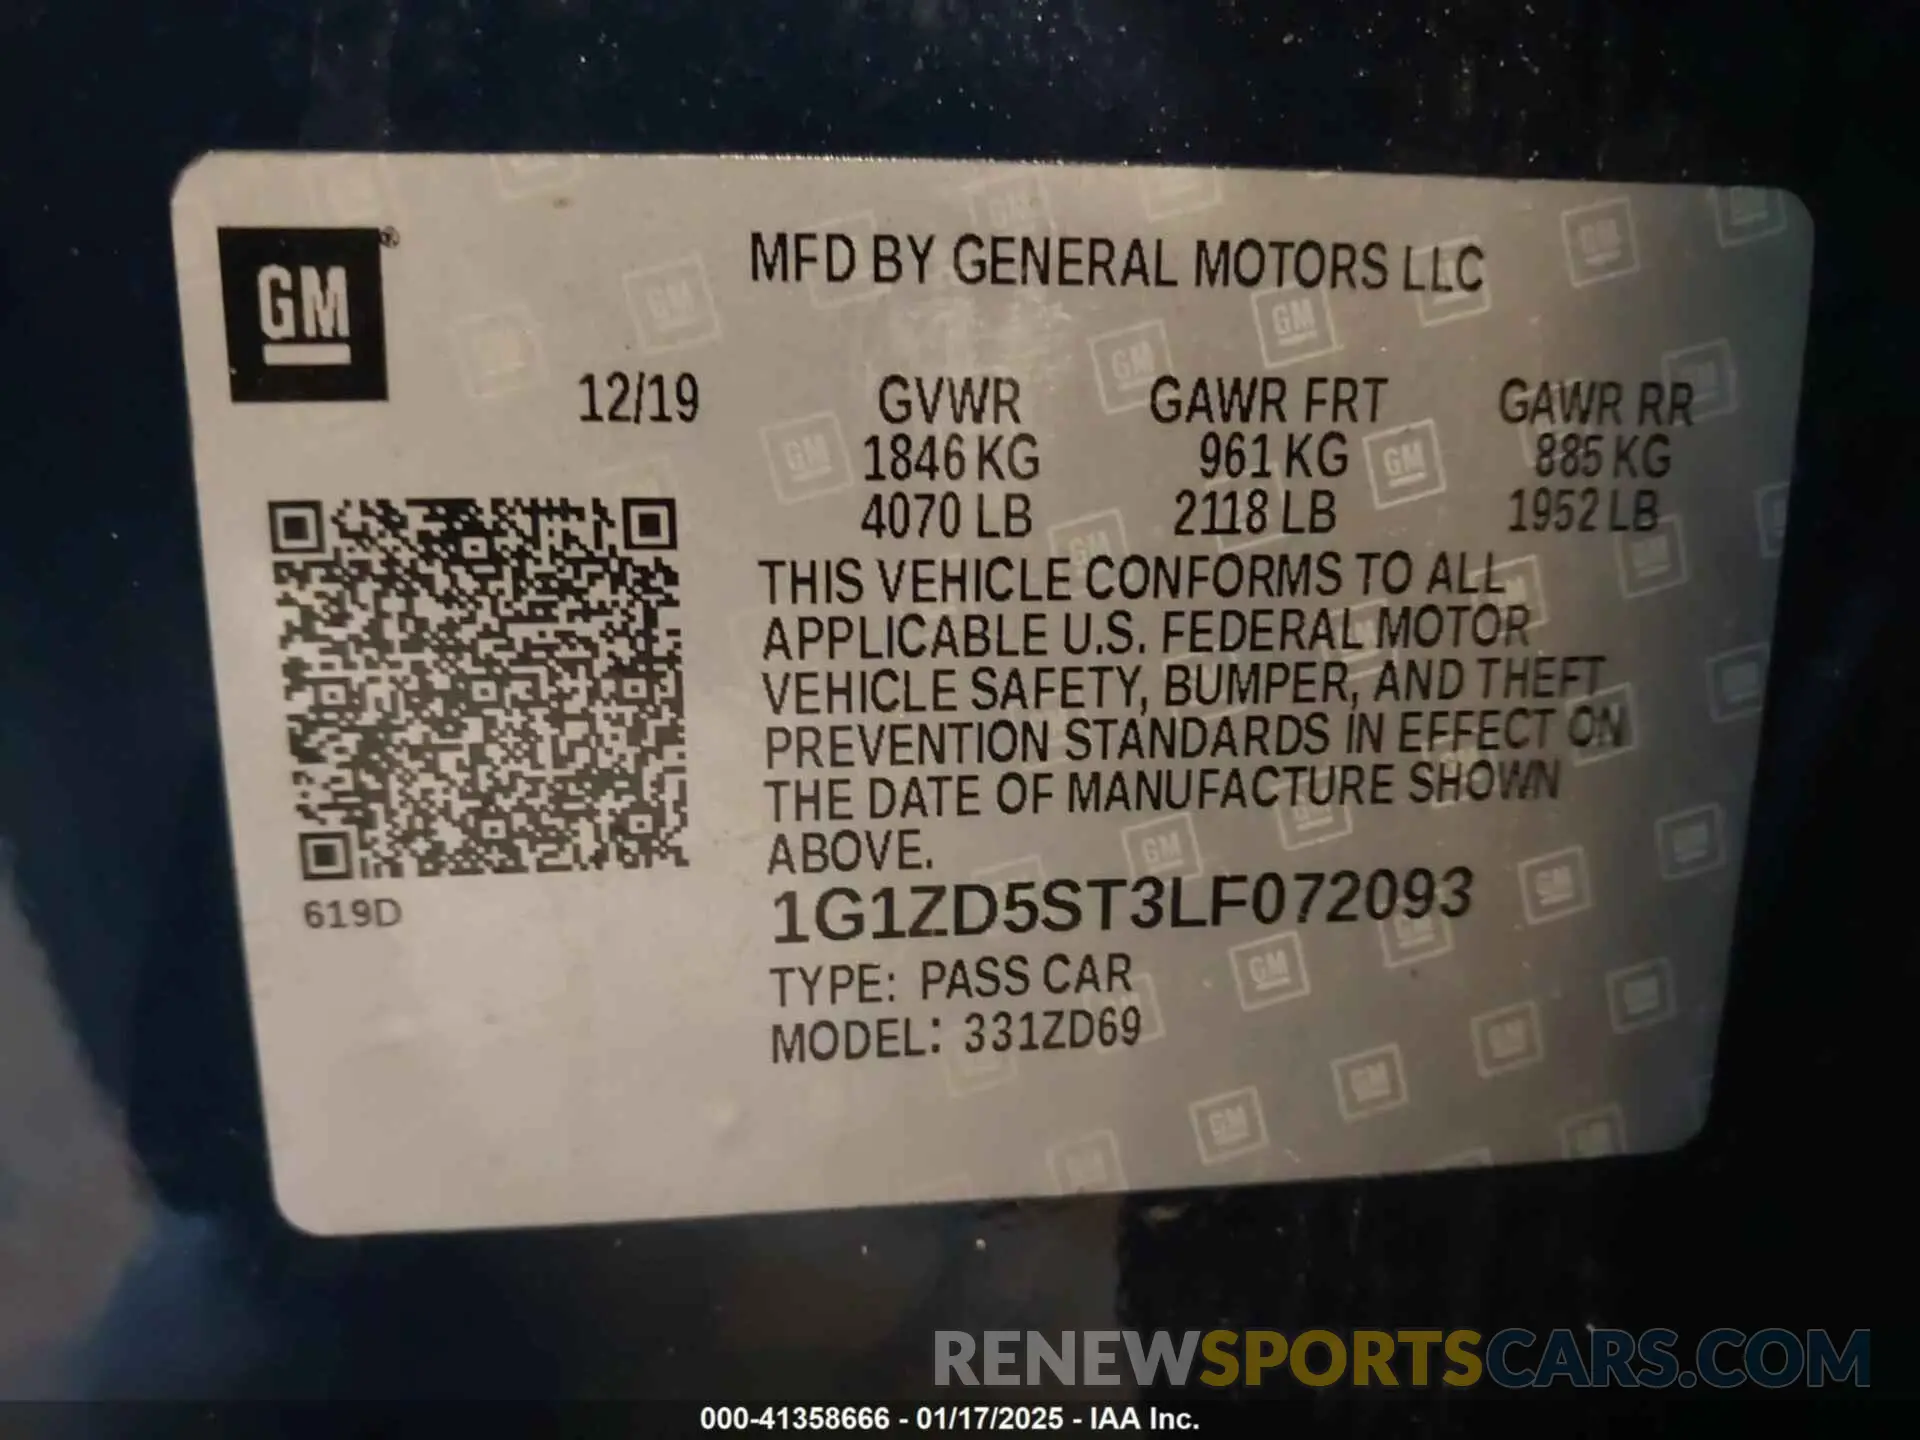 GM®
MFD BY GENERAL MOTORS LLC
12/19 GVWR GAWR FRT GAWR RR
1846 KG 961 KG 885 KG
4070 LB 2118 LB 1952 LB
THIS VEHICLE CONFORMS TO ALL
APPLICABLE U.S. FEDERAL MOTOR
VEHICLE SAFETY, BUMPER, AND THEFT
PREVENTION STANDARDS IN EFFECT ON
THE DATE OF MANUFACTURE SHOWN
ABOVE.
619D
1G1ZD5ST3LF072093
TYPE: PASS CAR
MODEL: 331ZD69
RENEWSPORTSCARS.COM
000-41358666 - 01/17/2025 - IAA Inc.